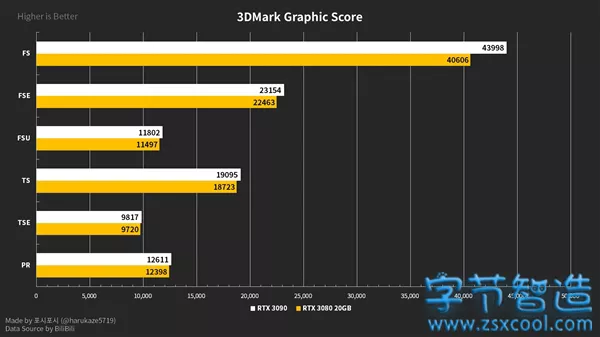 Higher is Better
3DMark Graphic Score
FS
43998
40606
FSE
23154
22463
FSU
11802
11497
TS
19095
18723
TSE
9817
9720
PR
12611
12398
0 5,000 10,000 15,000 20,000 25,000 30,000 35,000 40,000 45,000 50,000
RTX 3090 RTX 3080 20GB
Made by 포시포시 (@harukaze5719)
Data Source by BiliBili
字节智造
www.zsxcool.com